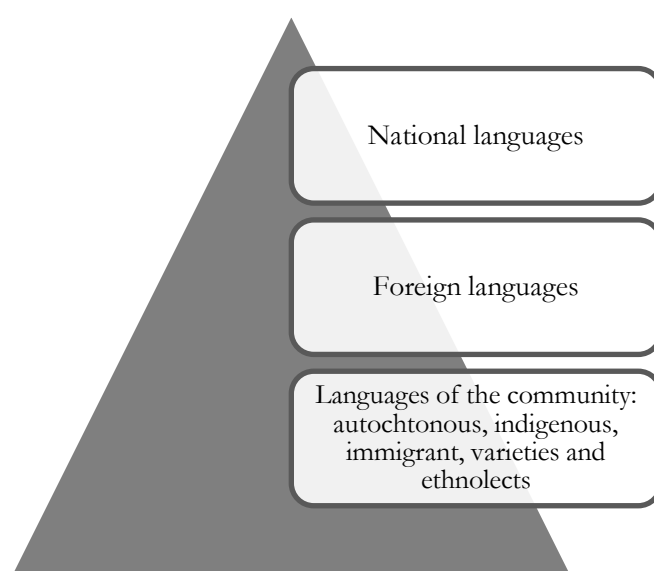 National languages
Foreign languages
Languages of the community:
autochtonous, indigenous,
immigrant, varieties and
ethnolects